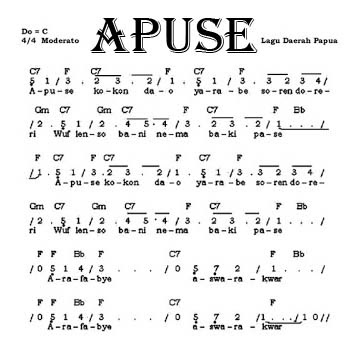 APUSE
Do = C
4/4 Moderato
Lagu Daerah Papua
C7 F C7 F C7 F
5 1 / 3 . 2 3 . 2 / 1 . 5 1 / 3 . 3 2 3 4 /
A-pu-se ko-kon da-o ya-ra-be so-ren do-re-
Gm C7 F Gm C7 F Bb
/ 2 . 5 1 / 2 . 4 5 . 4 / 3 . 5 1 / 2 . 4 3 . 2 / 1 . . . /
ri Wuf len-so ba-ni ne-ma ba-ki pa-se
F C7 F C7 F C7 F
/ 1 . 5 1 / 3 . 2 3 . 2 / 1 . 5 1 / 3 . 3 2 3 4 /
A-pu-se ko-kon da-o ya-ra-be so-ren do-re-
Gm C7 F Gm C7 F Bb
/ 2 . 5 1 / 2 . 4 5 . 4 / 3 . 5 1 / 2 . 4 3 . 2 / 1 . . . /
ri Wuf len-so ba-ni ne-ma ba-ki pa-se
F F Bb F C7 F Bb
/ 0 5 1 4 / 3 . . . / 0 5 7 2 / 1 . . . /
A-ra-fa-bye a-swa-ra-kwar
F F Bb F C7 F Bb F
/ 0 5 1 4 / 3 . . . / 0 5 7 2 / 1 . . / 1 0 //
A-ra-fa-bye a-swa-ra-kwar